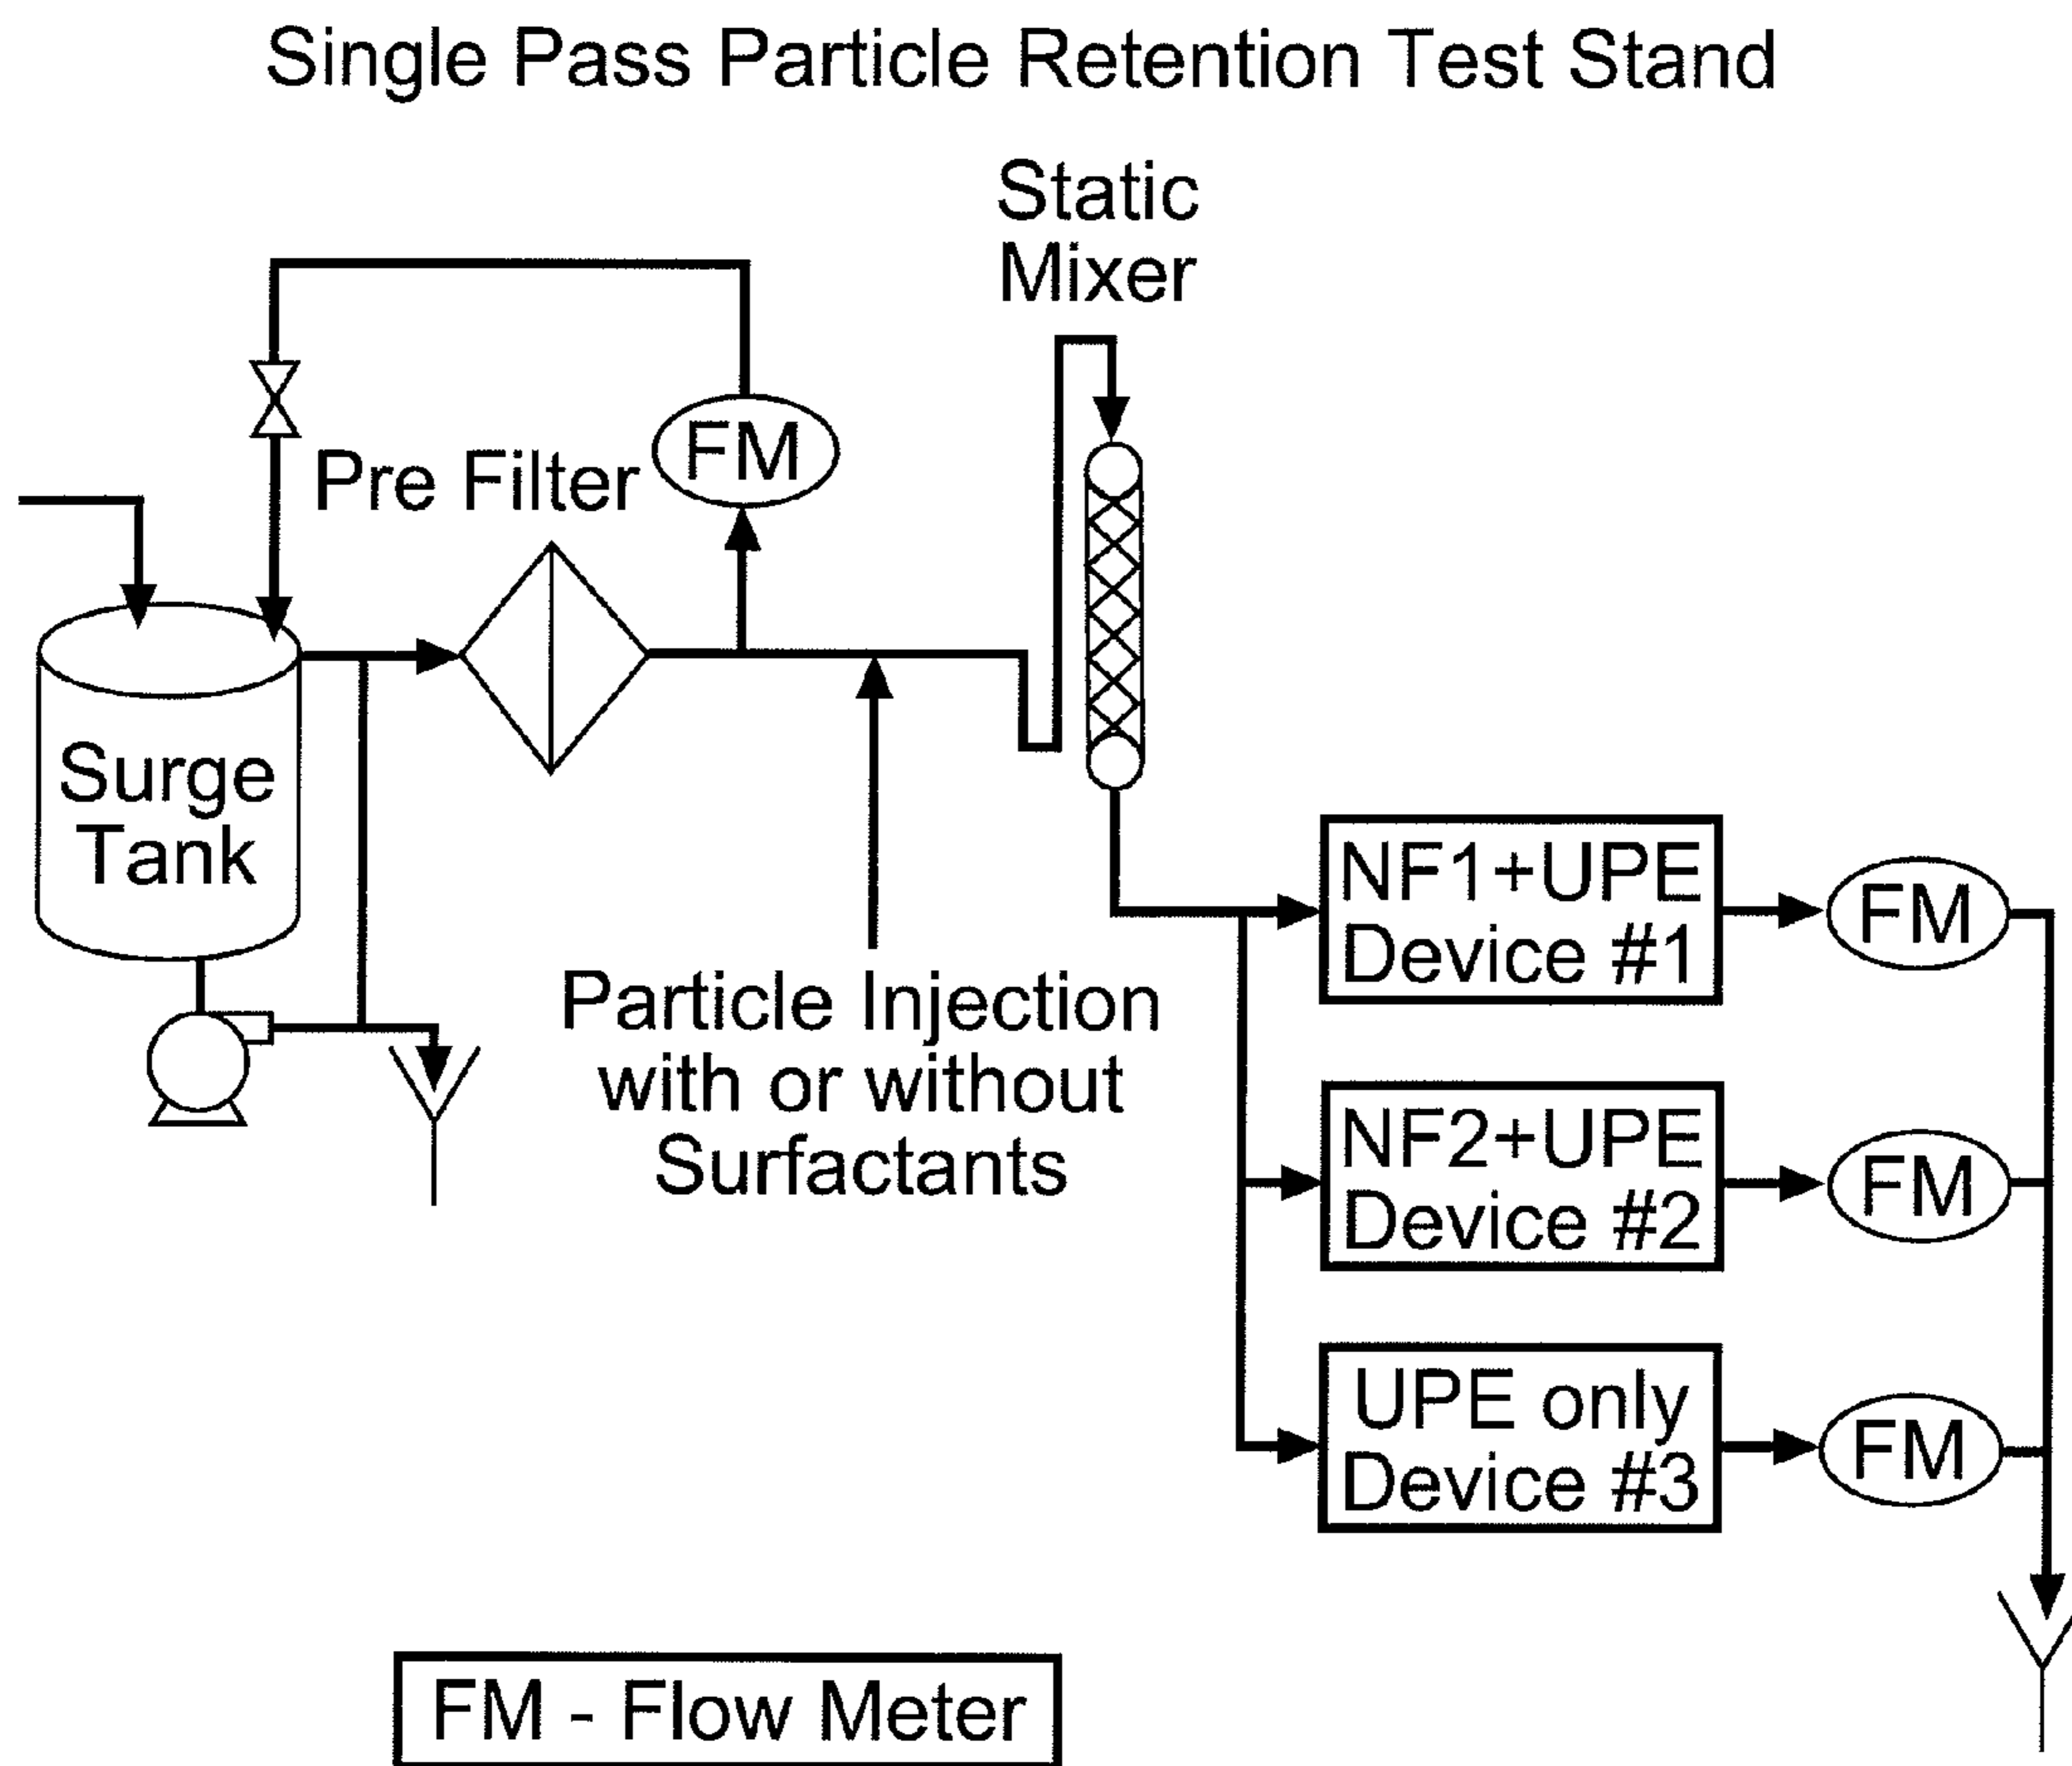 Single Pass Particle Retention Test Stand
Static
Mixer
Pre Filter
FM
Surge
Tank
Particle Injection
with or without
Surfactants
NF1+UPE
Device #1
FM
NF2+UPE
Device #2
FM
UPE only
Device #3
FM
FM - Flow Meter